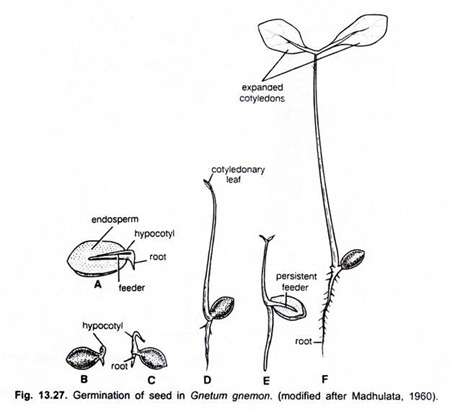 expanded
cotyledons
cotyledonary
leaf
endosperm
hypocotyl
root
A
feeder
persistent
feeder
hypocotyl
root
root
B
C
D
E
F
Fig. 13.27. Germination of seed in Gnetum gnemon. (modified after Madhulata, 1960).